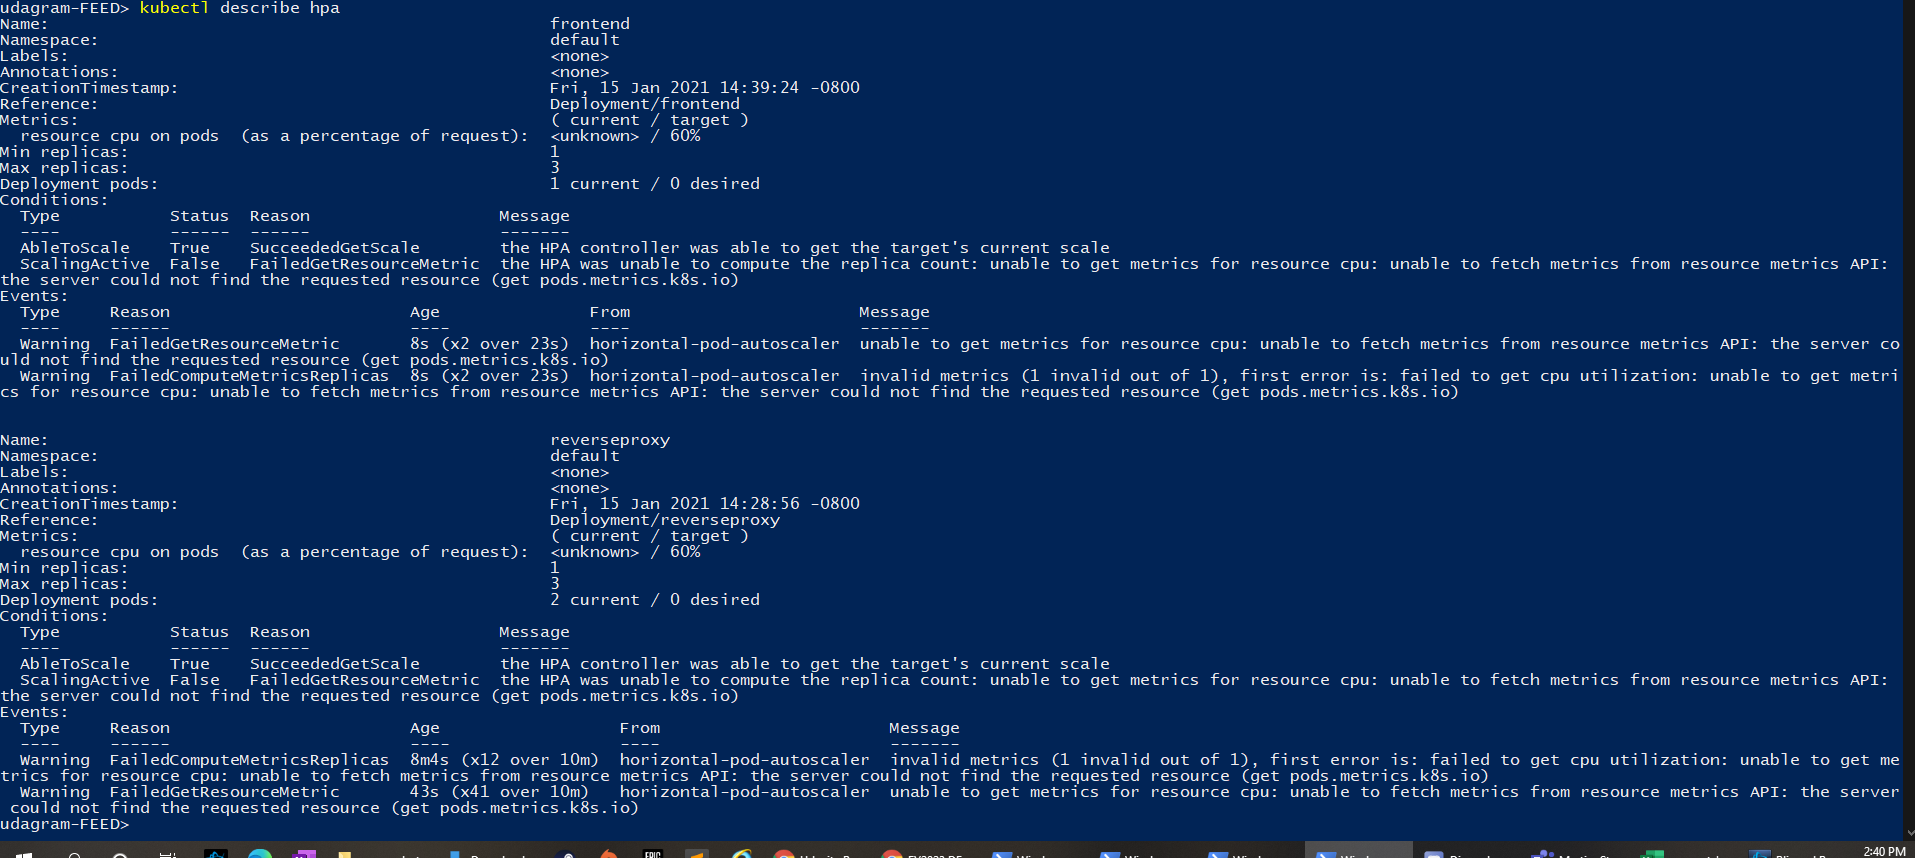 udagram-FEED> kubectl describe hpa
Name:                                                  frontend
Namespace:                                             default
Labels:                                                <none>
Annotations:                                           <none>
CreationTimestamp:                                     Fri, 15 Jan 2021 14:39:24 -0800
Reference:                                             Deployment/frontend
Metrics:                                               ( current / target )
  resource cpu on pods  (as a percentage of request):  <unknown> / 60%
Min replicas:                                          1
Max replicas:                                          3
Deployment pods:                                       1 current / 0 desired
Conditions:
  Type           Status  Reason                   Message
  ----           ------  ------                   -------
  AbleToScale    True    SucceededGetScale        the HPA controller was able to get the target's current scale
  ScalingActive  False   FailedGetResourceMetric  the HPA was unable to compute the replica count: unable to get metrics for resource cpu: unable to fetch metrics from resource metrics API:
the server could not find the requested resource (get pods.metrics.k8s.io)
Events:
  Type     Reason                        Age                From                       Message
  ----     ------                        ----               ----                       -------
  Warning  FailedGetResourceMetric       8s (x2 over 23s)  horizontal-pod-autoscaler  unable to get metrics for resource cpu: unable to fetch metrics from resource metrics API: the server co
uld not find the requested resource (get pods.metrics.k8s.io)
  Warning  FailedComputeMetricsReplicas  8s (x2 over 23s)  horizontal-pod-autoscaler  invalid metrics (1 invalid out of 1), first error is: failed to get cpu utilization: unable to get metri
cs for resource cpu: unable to fetch metrics from resource metrics API: the server could not find the requested resource (get pods.metrics.k8s.io)
Name:                                                  reverseproxy
Namespace:                                             default
Labels:                                                <none>
Annotations:                                           <none>
CreationTimestamp:                                     Fri, 15 Jan 2021 14:28:56 -0800
Reference:                                             Deployment/reverseproxy
Metrics:                                               ( current / target )
  resource cpu on pods  (as a percentage of request):  <unknown> / 60%
Min replicas:                                          1
Max replicas:                                          3
Deployment pods:                                       2 current / 0 desired
Conditions:
  Type           Status  Reason                   Message
  ----           ------  ------                   -------
  AbleToScale    True    SucceededGetScale        the HPA controller was able to get the target's current scale
  ScalingActive  False   FailedGetResourceMetric  the HPA was unable to compute the replica count: unable to get metrics for resource cpu: unable to fetch metrics from resource metrics API:
the server could not find the requested resource (get pods.metrics.k8s.io)
Events:
  Type     Reason                        Age                  From                       Message
  ----     ------                        ----                 ----                       -------
  Warning  FailedComputeMetricsReplicas  8m4s (x12 over 10m)  horizontal-pod-autoscaler  invalid metrics (1 invalid out of 1), first error is: failed to get cpu utilization: unable to get me
trics for resource cpu: unable to fetch metrics from resource metrics API: the server could not find the requested resource (get pods.metrics.k8s.io)
  Warning  FailedGetResourceMetric       43s (x41 over 10m)   horizontal-pod-autoscaler  unable to get metrics for resource cpu: unable to fetch metrics from resource metrics API: the server
 could not find the requested resource (get pods.metrics.k8s.io)
udagram-FEED>
2:40 PM